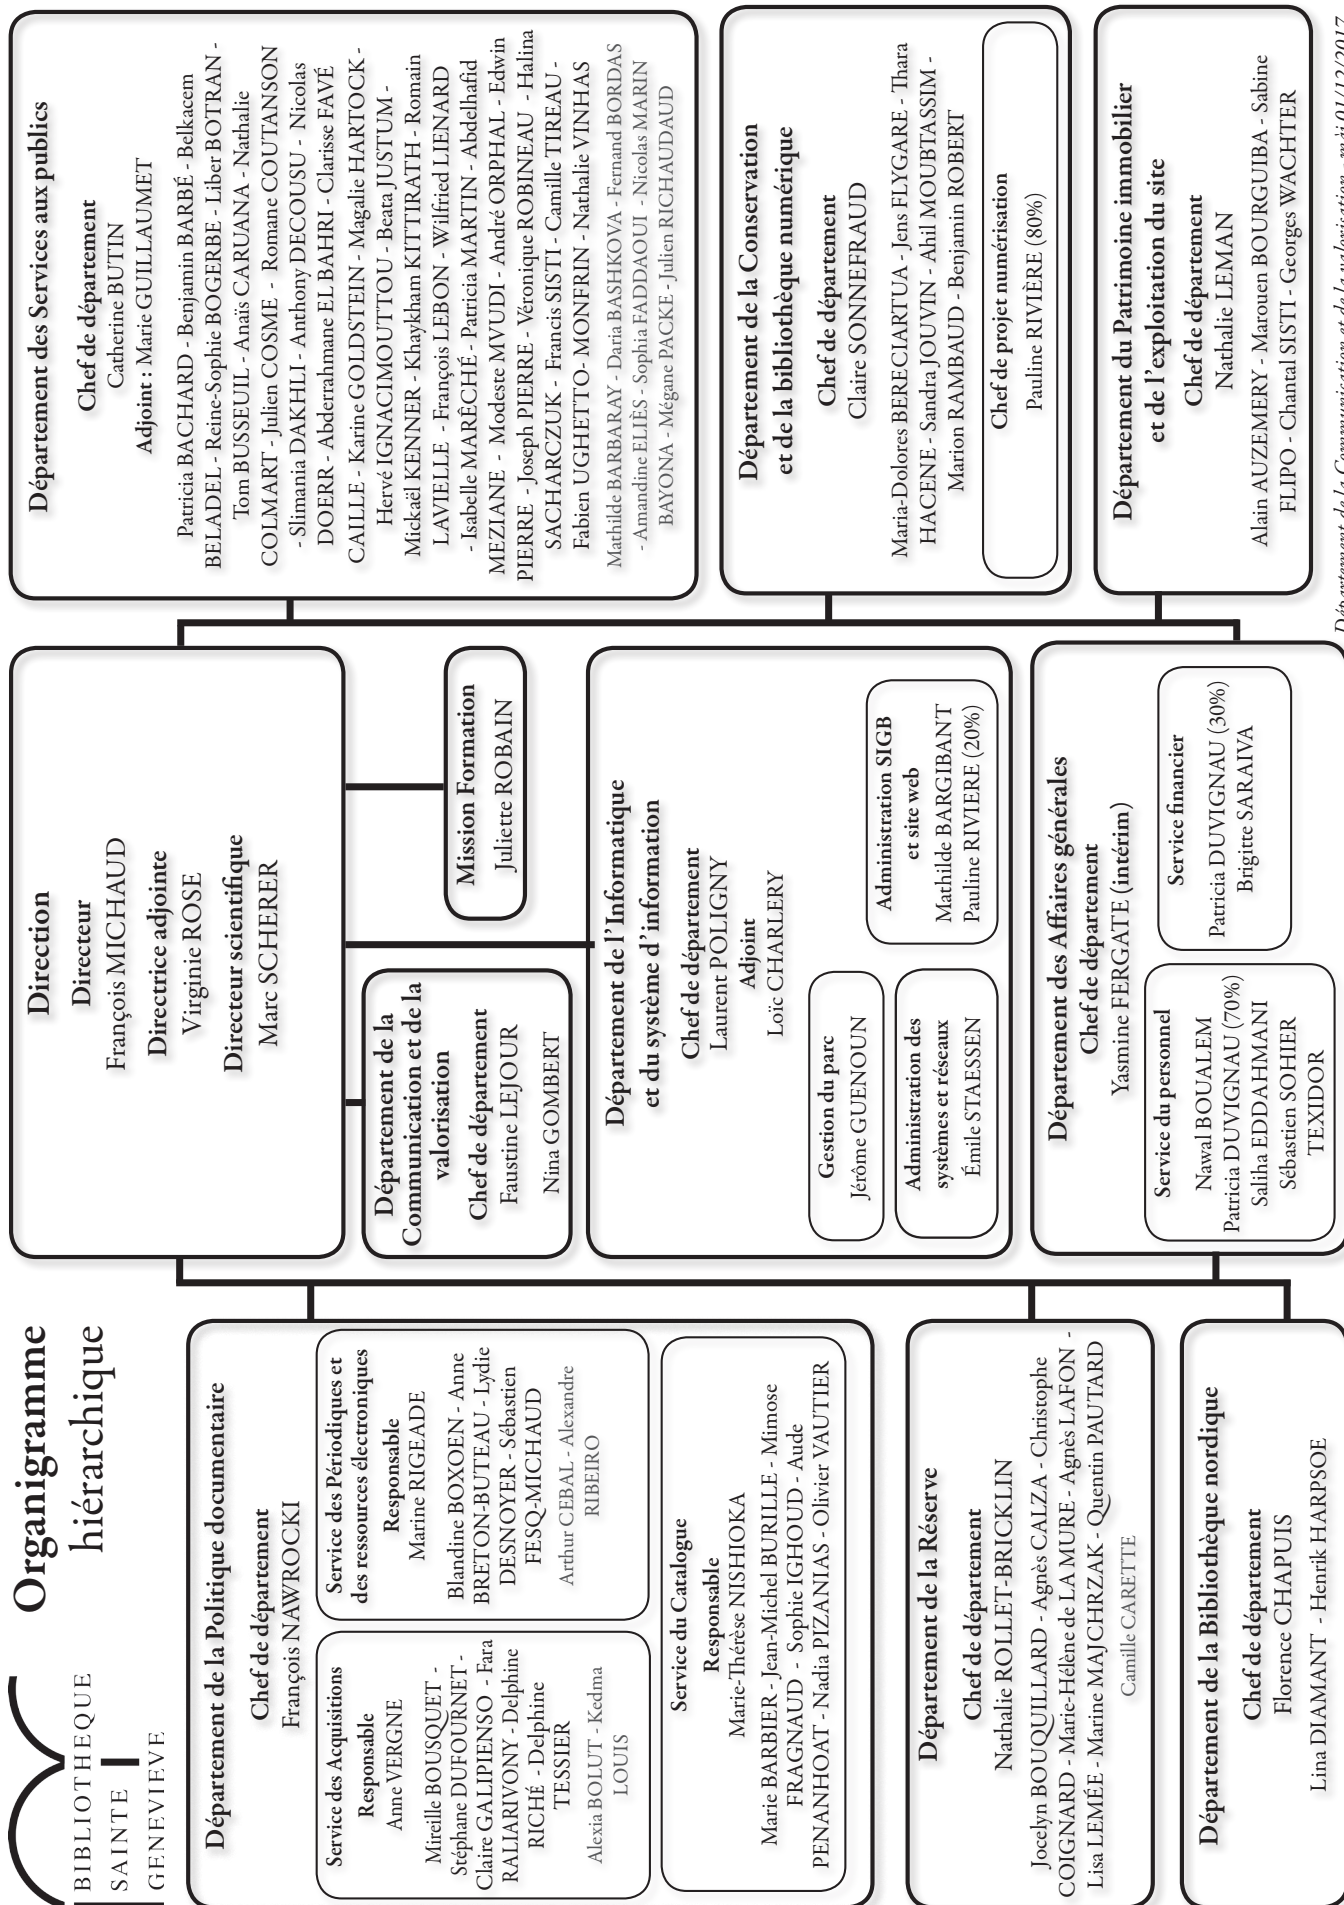 BIBLIOTHEQUE
SAINTE
GENEVIEVE
Organigramme
hiérarchique
Département de la Politique documentaire
Chef de département
François NAWROCKI
Service des Acquisitions
Responsable
Anne VERGNE
Mireille BOUSQUET -
Stéphane DUFOURNET -
Claire GALIPIENSO - Fara
RALIARIVONY - Delphine
RICHÉ - Delphine
TESSIER
Alexia BOLUT - Kedma
LOUIS
Service des Périodiques et
des ressources électroniques
Responsable
Marine RIGEADE
Blandine BOXOEN - Anne
BRETON-BUTEAU - Lydie
DESNOYER - Sébastien
FESQ-MICHAUD
Arthur CEBAL - Alexandre
RIBEIRO
Service du Catalogue
Responsable
Marie-Thérèse NISHIOKA
Marie BARBIER - Jean-Michel BURILLE - Mimose
FRAGNAUD - Sophie IGHOUD - Aude
PENANHOAT - Nadia PIZANIAS - Olivier VAUTIER
Département de la Réserve
Chef de département
Nathalie ROLLET-BRICKLIN
Jocelyn BOUQUILLARD - Agnès CALZA - Christophe
COIGNARD - Marie-Hélène de LA MURE - Agnès LAFON -
Lisa LEMÉE - Marine MAJCHRZAK - Quentin PAUTARD
Camille CARETTE
Département de la Bibliothèque nordique
Chef de département
Florence CHAPUIS
Lina DIAMANT - Henrik HARPSOE
Direction
Directeur
François MICHAUD
Directrice adjointe
Virginie ROSE
Directeur scientifique
Marc SCHERER
Département de la
Communication et de la
valorisation
Chef de département
Faustine LEJOUR
Nina GOMBERT
Mission Formation
Juliette ROBAIN
Département de l'Informatique
et du système d'information
Chef de département
Laurent POLIGNY
Adjoint
Loïc CHARLERY
Gestion du parc
Jérôme GUENOUN
Administration des
systèmes et réseaux
Émile STAESSEN
Administration SIGB
et site web
Mathilde BARGIBANT
Pauline RIVIERE (20%)
Département des Affaires générales
Chef de département
Yasmine FERGATE (intérim)
Service du personnel
Nawal BOUALEM
Patricia DUVIGNAU (70%)
Saliha EDDAHMANI
Sébastien SOHIER
TEXIDOR
Service financier
Patricia DUVIGNAU (30%)
Brigitte SARAIVA
Département des Services aux publics
Chef de département
Catherine BUTIN
Adjoint : Marie GUILLAUMET
Patricia BACHARD - Benjamin BARBÉ - Belkacem
BELADEL - Reine-Sophie BOGERBE - Liber BOTRAN -
Tom BUSSEUIL - Anaïs CARUANA - Nathalie
COLMART - Julien COSME - Romane COUTANSON
- Slimania DAKHLI - Anthony DECOUSU - Nicolas
DOERR - Abderrahmane EL BAHRI - Clarisse FAVÉ
CAILLE - Karine GOLDSTEIN - Magalie HARTOCK -
Hervé IGNACIMOUTTOU - Beata JUSTUM -
Mickaël KENNER - Khaykham KITTIRATH - Romain
LAVIELLE - François LEBON - Wilfried LIENARD
- Isabelle MARÊCHÉ - Patricia MARTIN - Abdelhafid
MEZIANE - Modeste MVUDI - André ORPHAL - Edwin
PIERRE - Joseph PIERRE - Véronique ROBINEAU - Halina
SACHARCZUK - Francis SISTI - Camille TIREAU -
Fabien UGHETTO- MONFRIN - Nathalie VINHAS
Mathilde BARBARAY - Daria BASHKOVA - Fernand BORDAS
- Amandine ELIÈS - Sophia FADDAOUI - Nicolas MARIN
BAYONA - Mégane PACKE - Julien RICHAUDAUD
Département de la Conservation
et de la bibliothèque numérique
Chef de département
Claire SONNEFRAUD
Maria-Dolores BERECIARTUA - Jens FLYGARE - Thara
HACENE - Sandra JOUVIN - Ahil MOUBTASSIM -
Marion RAMBAUD - Benjamin ROBERT
Chef de projet numérisation
Pauline RIVIÈRE (80%)
Département du Patrimoine immobilier
et de l'exploitation du site
Chef de département
Nathalie LEMAN
Alain AUZEMERY - Marouen BOURGUIBA - Sabine
FLIPO - Chantal SISTI - Georges WACHTER
Département de la Communication et de la valorisation - màj 01/12/2017